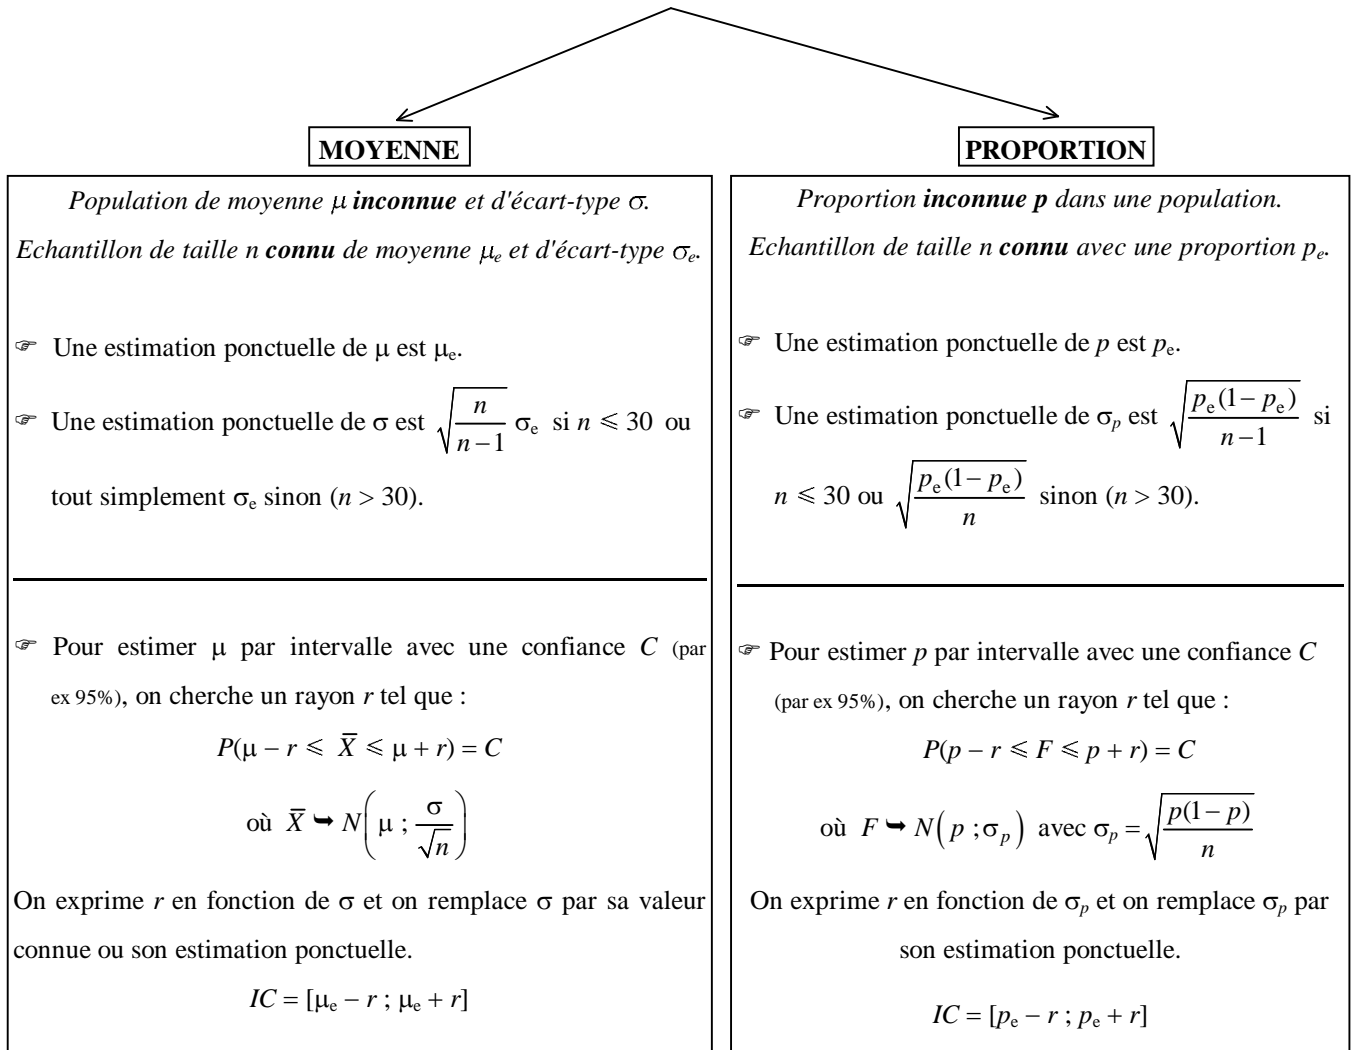 MOYENNE
Population de moyenne μ inconnue et d'écart-type σ.
Echantillon de taille n connu de moyenne μₑ et d'écart-type σₑ.
☞ Une estimation ponctuelle de μ est μₑ.
☞ Une estimation ponctuelle de σ est √(n/(n−1)) σₑ si n ⩽ 30 ou
tout simplement σₑ sinon (n > 30).
☞ Pour estimer μ par intervalle avec une confiance C (par
ex 95%), on cherche un rayon r tel que :
P(μ − r ⩽ X̅ ⩽ μ + r) = C
où X̅ ➥ N(μ ; σ/√n)
On exprime r en fonction de σ et on remplace σ par sa valeur
connue ou son estimation ponctuelle.
IC = [μₑ − r ; μₑ + r]
PROPORTION
Proportion inconnue p dans une population.
Echantillon de taille n connu avec une proportion pₑ.
☞ Une estimation ponctuelle de p est pₑ.
☞ Une estimation ponctuelle de σₚ est √(pₑ(1−pₑ)/(n−1)) si
n ⩽ 30 ou √(pₑ(1−pₑ)/n) sinon (n > 30).
☞ Pour estimer p par intervalle avec une confiance C
(par ex 95%), on cherche un rayon r tel que :
P(p − r ⩽ F ⩽ p + r) = C
où F ➥ N(p ; σₚ) avec σₚ = √(p(1−p)/n)
On exprime r en fonction de σₚ et on remplace σₚ par
son estimation ponctuelle.
IC = [pₑ − r ; pₑ + r]